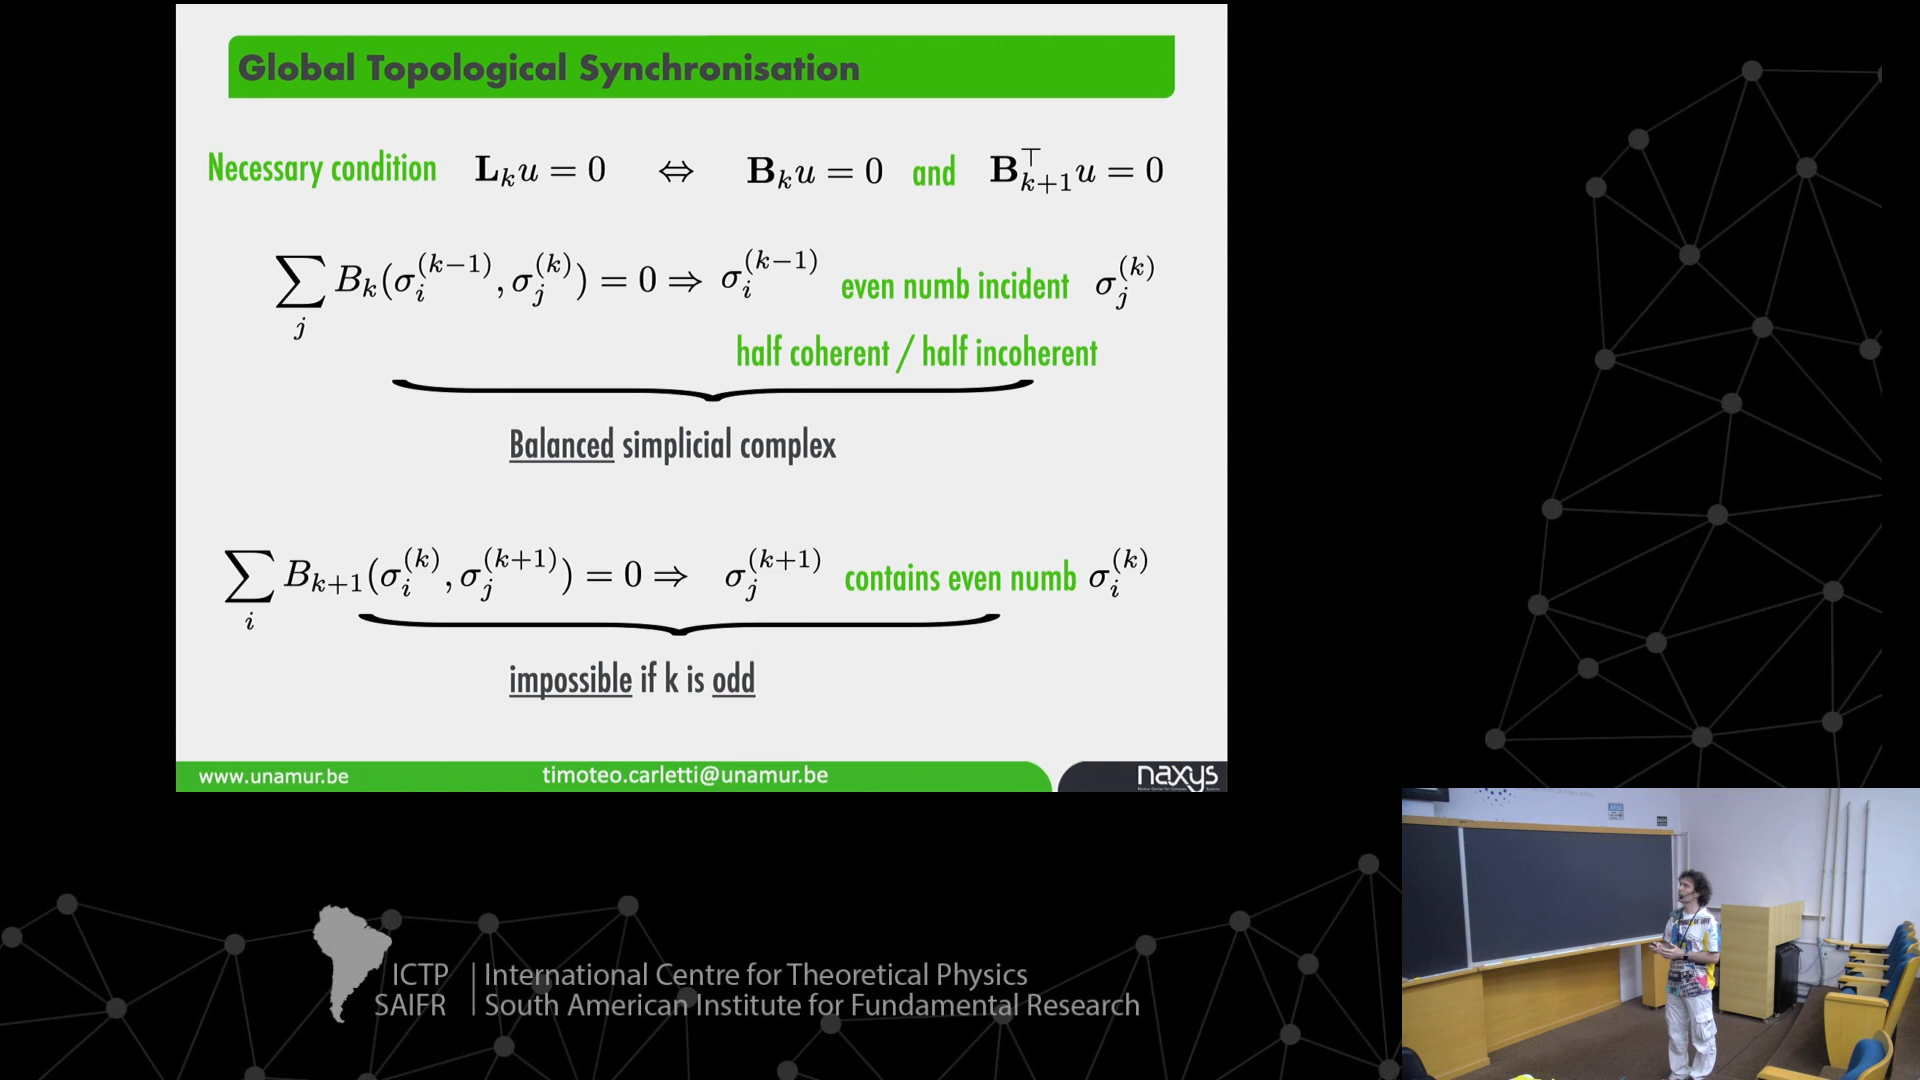 Global Topological Synchronisation
Necessary condition L_k u = 0 ⇔ B_k u = 0 and B_{k+1}^⊤ u = 0
∑_j B_k(σ_i^{(k−1)}, σ_j^{(k)}) = 0 ⇒ σ_i^{(k−1)} even numb incident σ_j^{(k)}
half coherent / half incoherent
Balanced simplicial complex
∑_i B_{k+1}(σ_i^{(k)}, σ_j^{(k+1)}) = 0 ⇒ σ_j^{(k+1)} contains even numb σ_i^{(k)}
impossible if k is odd
www.unamur.be timoteo.carletti@unamur.be naxys
ICTP | International Centre for Theoretical Physics
SAIFR | South American Institute for Fundamental Research